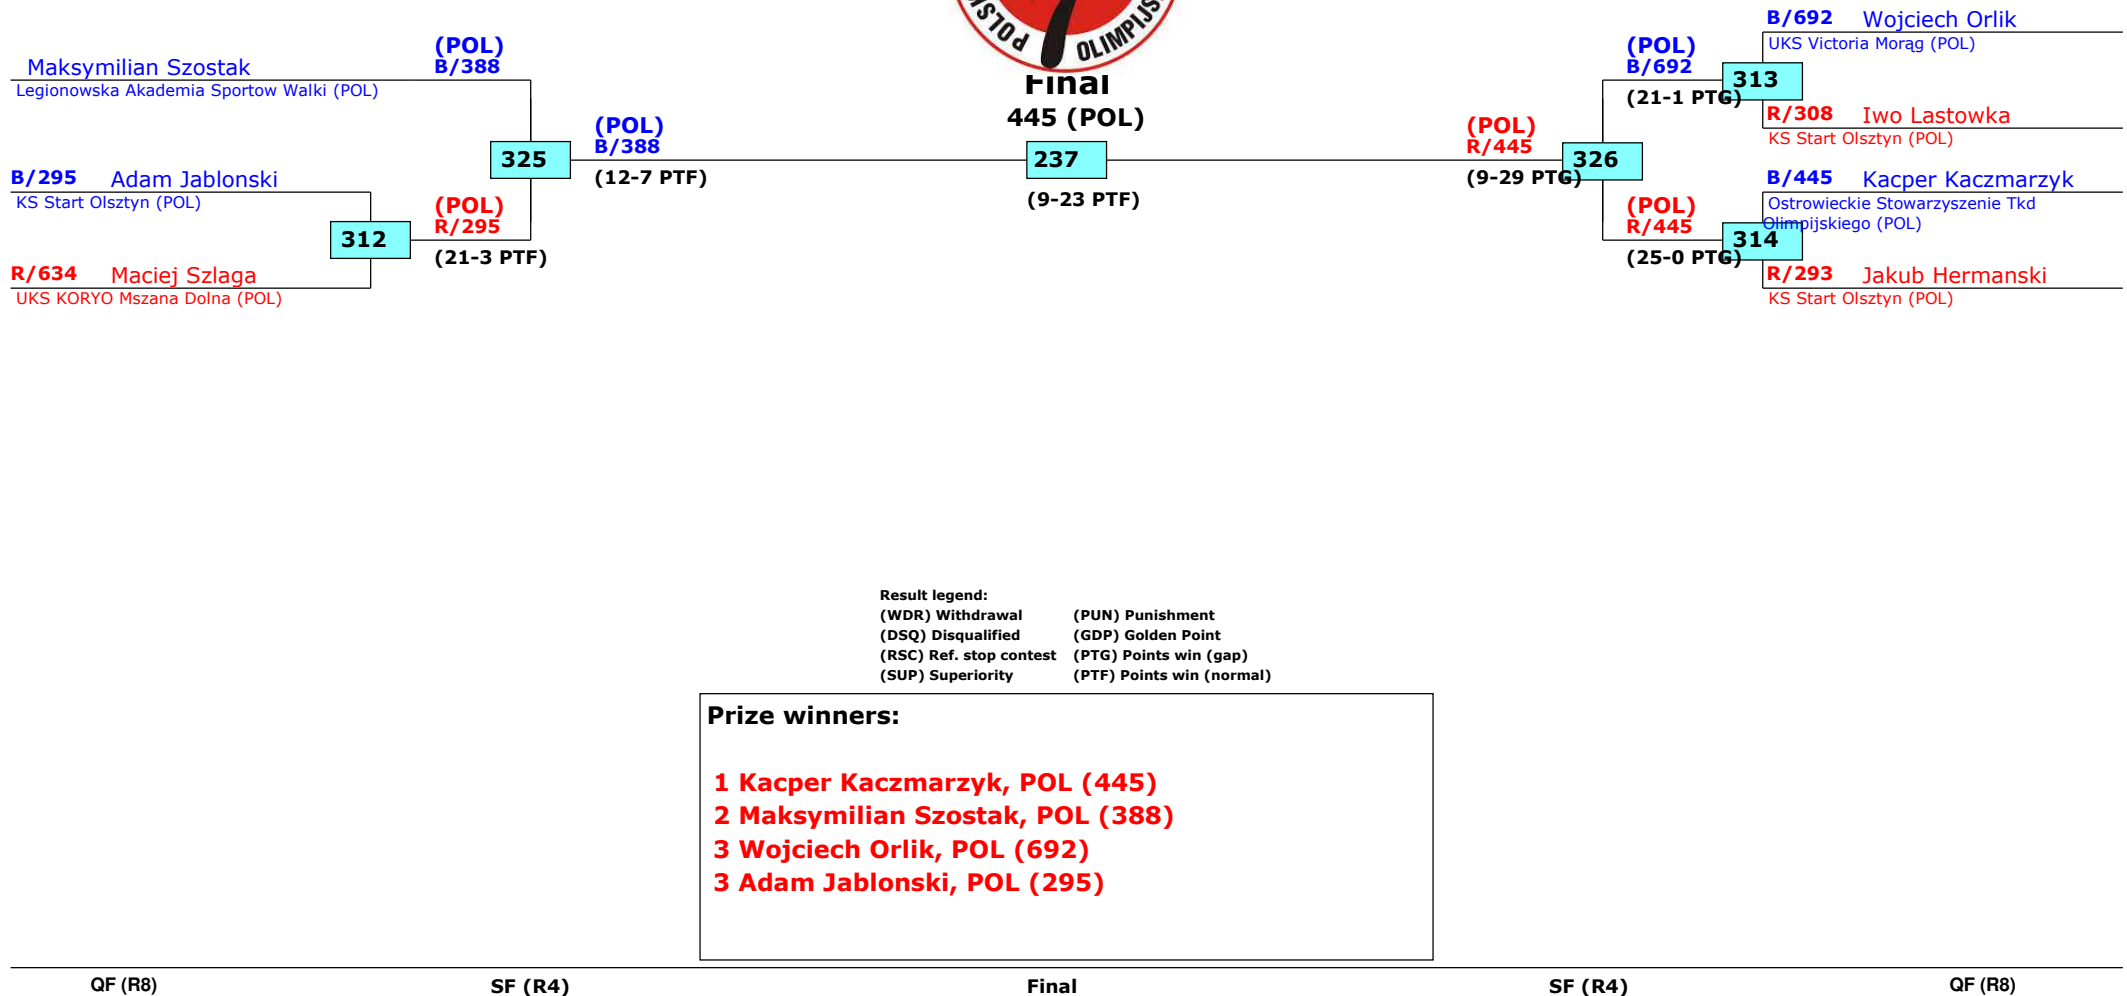 POLSK
OLIMPIJS
Final
445 (POL)
237
(9-23 PTF)
(POL)
B/388
Maksymilian Szostak
Legionowska Akademia Sportow Walki (POL)
325
(POL)
B/388
(12-7 PTF)
B/295 Adam Jablonski
KS Start Olsztyn (POL)
312
(POL)
R/295
(21-3 PTF)
R/634 Maciej Szlaga
UKS KORYO Mszana Dolna (POL)
(POL)
R/445
326
(9-29 PTG)
(POL)
B/692
(21-1 PTG)
313
B/692 Wojciech Orlik
UKS Victoria Morąg (POL)
R/308 Iwo Lastowka
KS Start Olsztyn (POL)
(POL)
R/445
(25-0 PTG)
314
B/445 Kacper Kaczmarzyk
Ostrowieckie Stowarzyszenie Tkd
Olimpijskiego (POL)
R/293 Jakub Hermanski
KS Start Olsztyn (POL)
Result legend:
(WDR) Withdrawal (PUN) Punishment
(DSQ) Disqualified (GDP) Golden Point
(RSC) Ref. stop contest (PTG) Points win (gap)
(SUP) Superiority (PTF) Points win (normal)
Prize winners:
1 Kacper Kaczmarzyk, POL (445)
2 Maksymilian Szostak, POL (388)
3 Wojciech Orlik, POL (692)
3 Adam Jablonski, POL (295)
QF (R8) SF (R4) Final SF (R4) QF (R8)